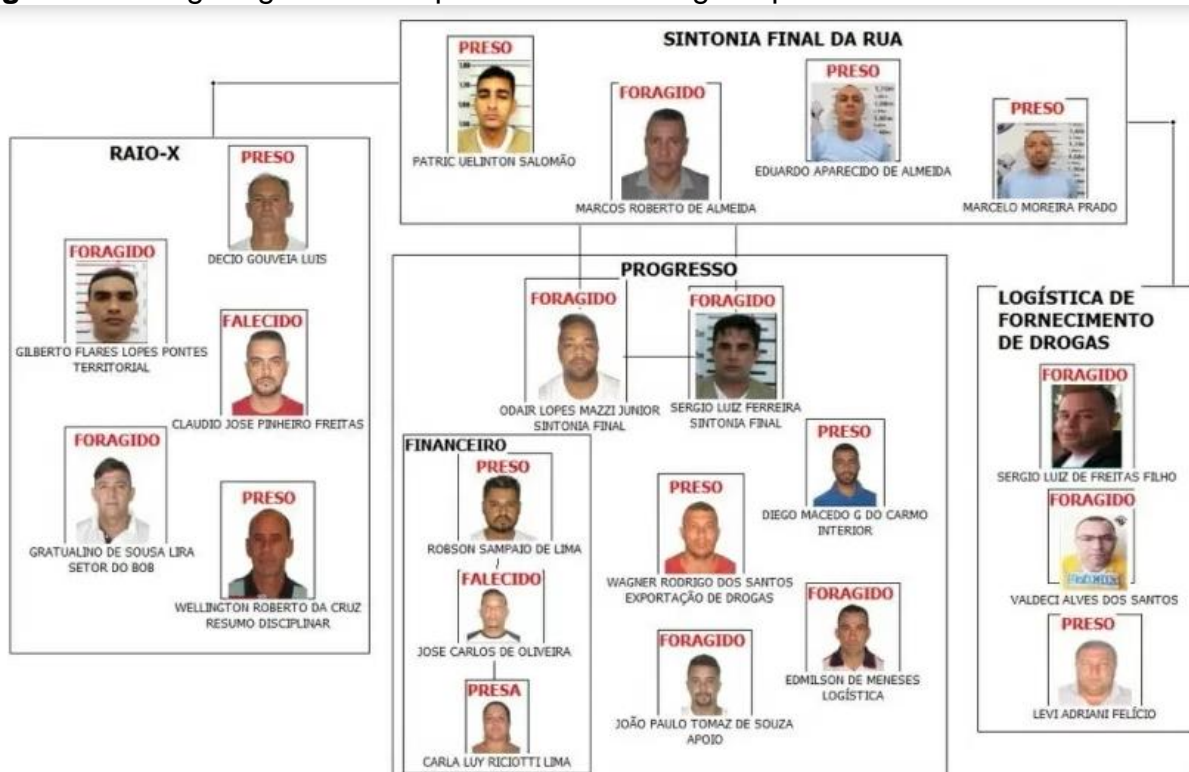 SINTONIA FINAL DA RUA
PRESO
PATRIC UELINTON SALOMÃO
FORAGIDO
MARCOS ROBERTO DE ALMEIDA
PRESO
EDUARDO APARECIDO DE ALMEIDA
PRESO
MARCELO MOREIRA PRADO
RAIO-X
PRESO
DECIO GOUVEIA LUIS
FORAGIDO
GILBERTO FLARES LOPES PONTES
TERRITORIAL
FALECIDO
CLAUDIO JOSE PINHEIRO FREITAS
FORAGIDO
GRATUALINO DE SOUSA LIRA
SETOR DO BOB
PRESO
WELLINGTON ROBERTO DA CRUZ
RESUMO DISCIPLINAR
PROGRESSO
FORAGIDO
ODAIR LOPES MAZZI JUNIOR
SINTONIA FINAL
FORAGIDO
SERGIO LUIZ FERREIRA
SINTONIA FINAL
FINANCEIRO
PRESO
ROBSON SAMPAIO DE LIMA
FALECIDO
JOSE CARLOS DE OLIVEIRA
PRESA
CARLA LUY RICIOTTI LIMA
PRESO
DIEGO MACEDO G DO CARMO
INTERIOR
PRESO
WAGNER RODRIGO DOS SANTOS
EXPORTAÇÃO DE DROGAS
FORAGIDO
EDMILSON DE MENESES
LOGÍSTICA
FORAGIDO
JOÃO PAULO TOMAZ DE SOUZA
APOIO
LOGÍSTICA DE
FORNECIMENTO
DE DROGAS
FORAGIDO
SERGIO LUIZ DE FREITAS FILHO
FORAGIDO
VALDECI ALVES DOS SANTOS
PRESO
LEVI ADRIANI FELÍCIO